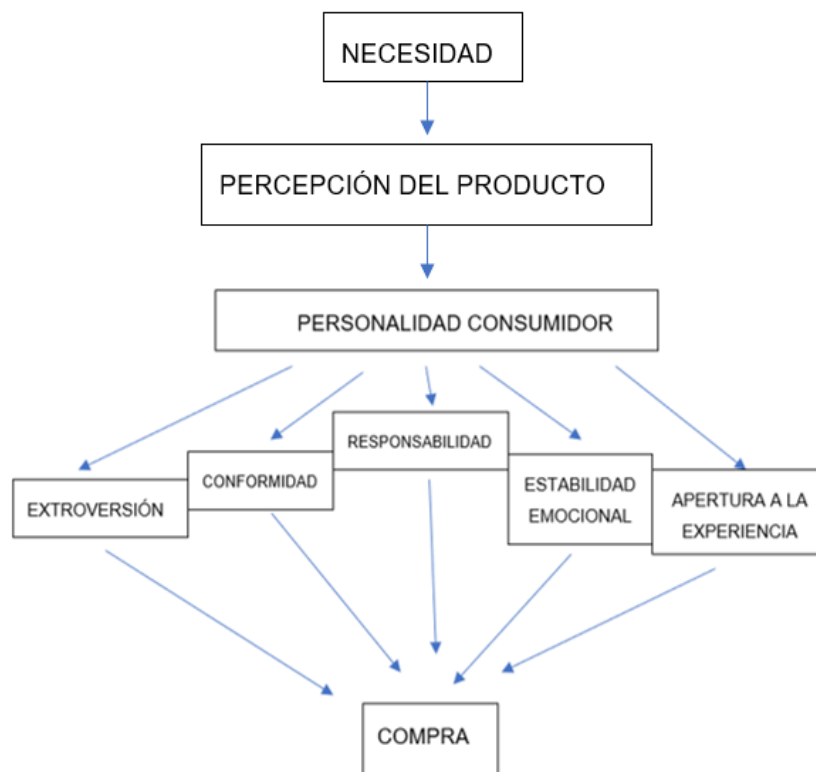 NECESIDAD
PERCEPCIÓN DEL PRODUCTO
PERSONALIDAD CONSUMIDOR
EXTROVERSIÓN
CONFORMIDAD
RESPONSABILIDAD
ESTABILIDAD
EMOCIONAL
APERTURA A LA
EXPERIENCIA
COMPRA